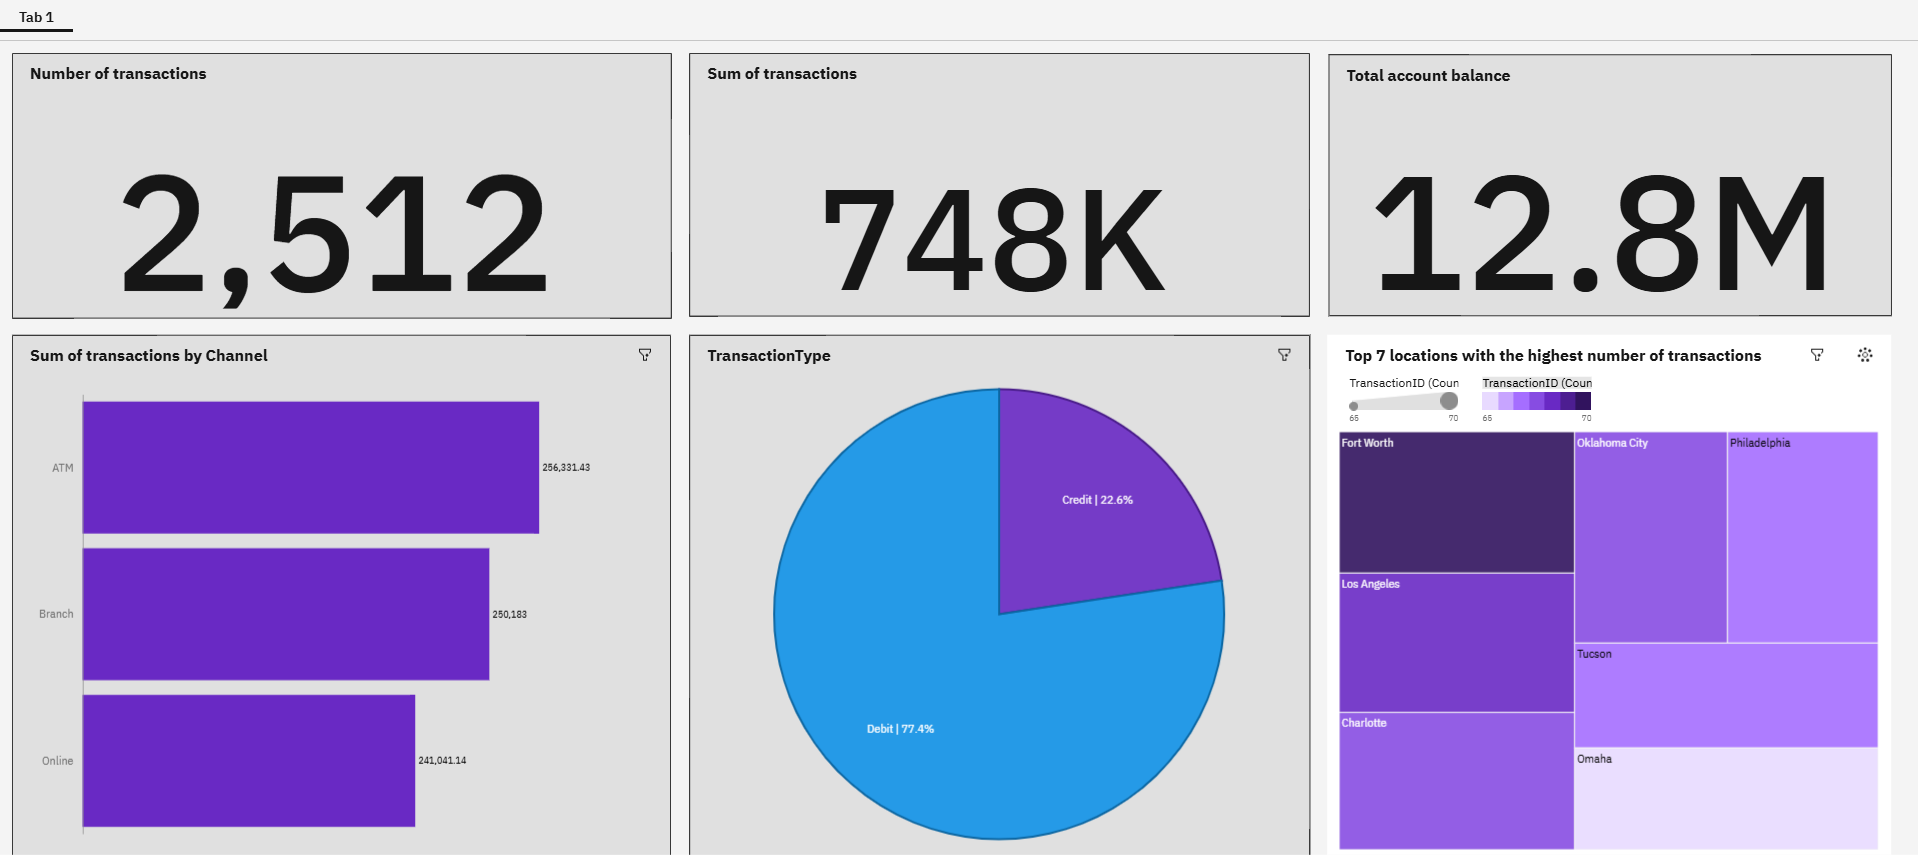 Tab 1
Number of transactions
2,512
Sum of transactions
748K
Total account balance
12.8M
Sum of transactions by Channel
ATM
256,331.43
Branch
250,183
Online
241,041.14
TransactionType
Credit | 22.6%
Debit | 77.4%
Top 7 locations with the highest number of transactions
TransactionID (Coun
65 70
TransactionID (Coun
65 70
Fort Worth
Oklahoma City
Philadelphia
Los Angeles
Tucson
Charlotte
Omaha